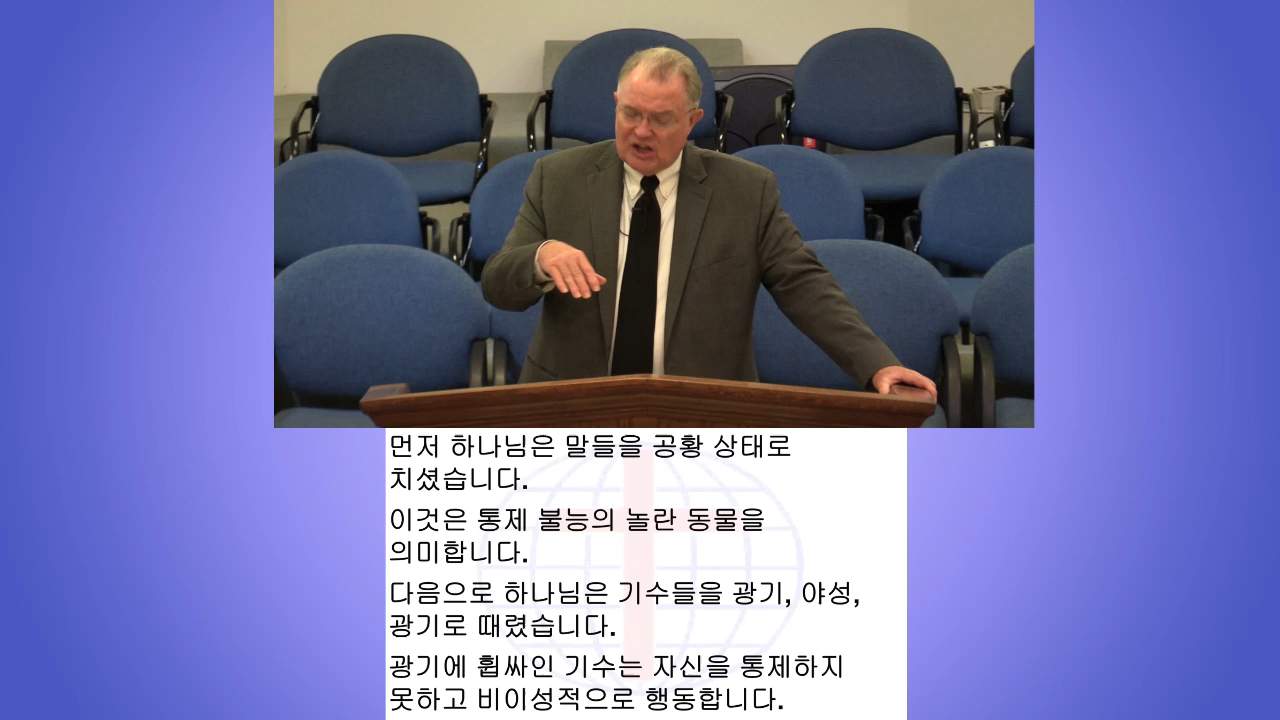 먼저 하나님은 말들을 공황 상태로
치셨습니다.
이것은 통제 불능의 놀란 동물을
의미합니다.
다음으로 하나님은 기수들을 광기, 야성,
광기로 때렸습니다.
광기에 휩싸인 기수는 자신을 통제하지
못하고 비이성적으로 행동합니다.